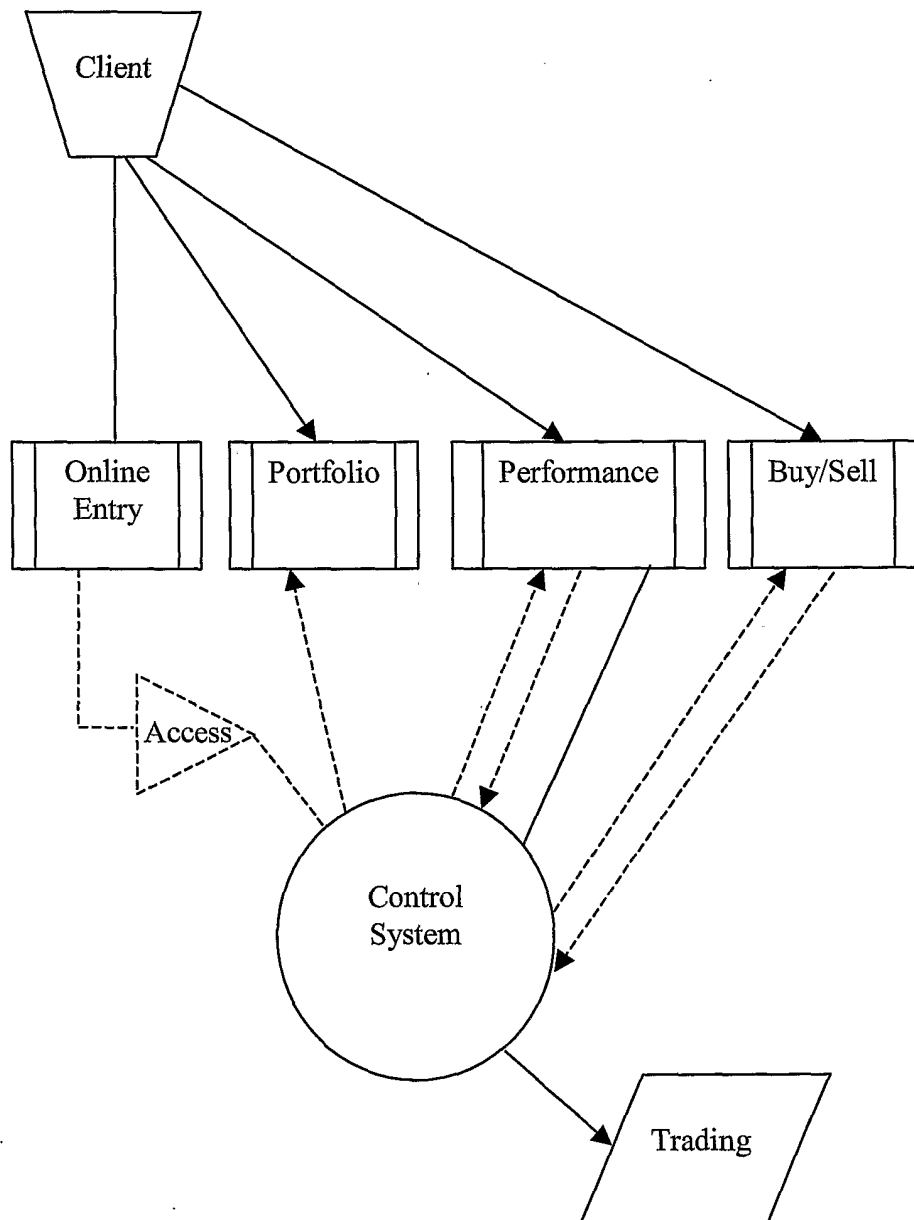 Client
Online
Entry
Portfolio
Performance
Buy/Sell
Access
Control
System
Trading